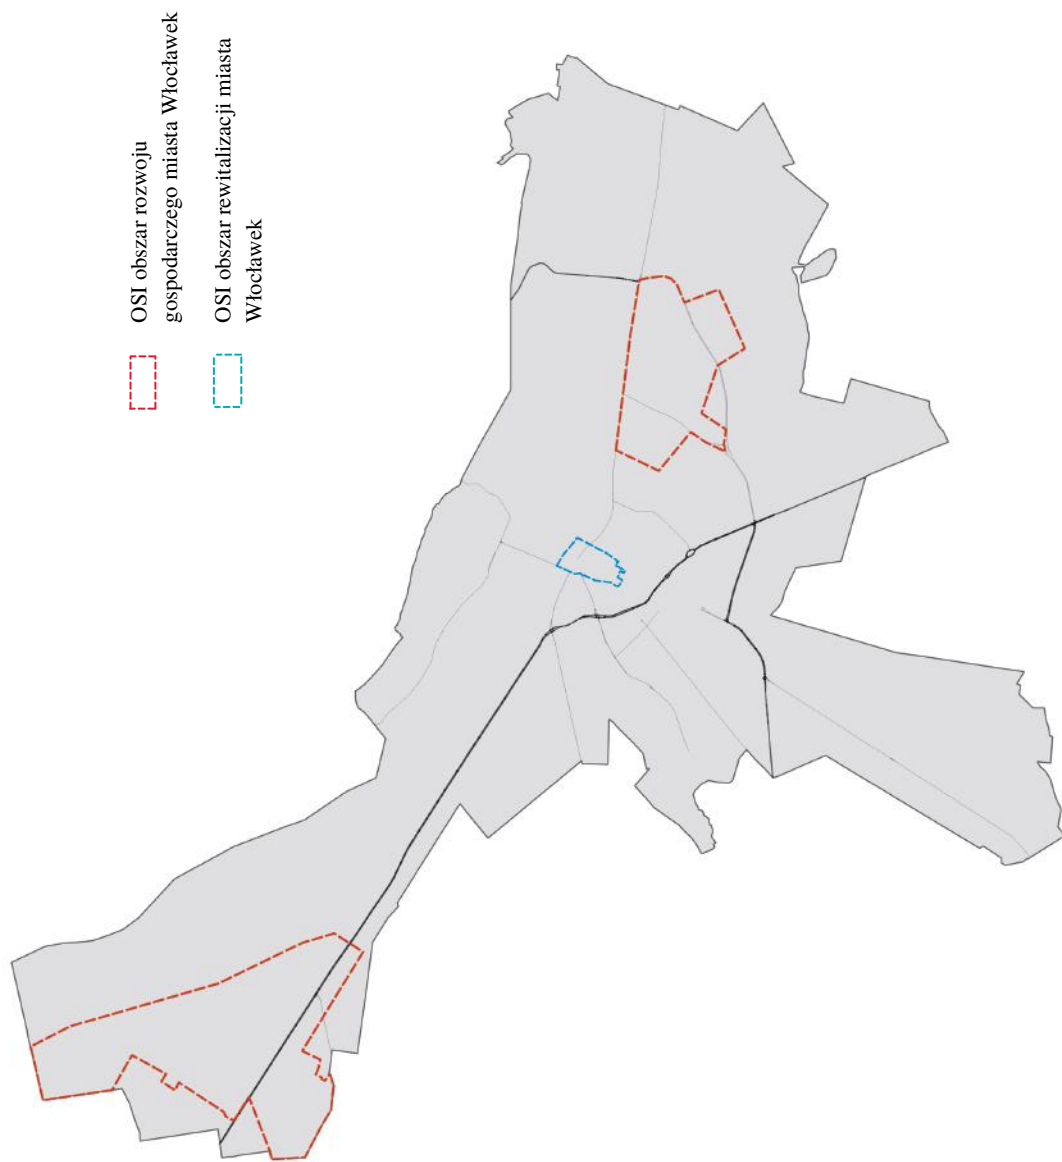 OSI obszar rozwoju
gospodarczego miasta Włocławek
OSI obszar rewitalizacji miasta
Włocławek